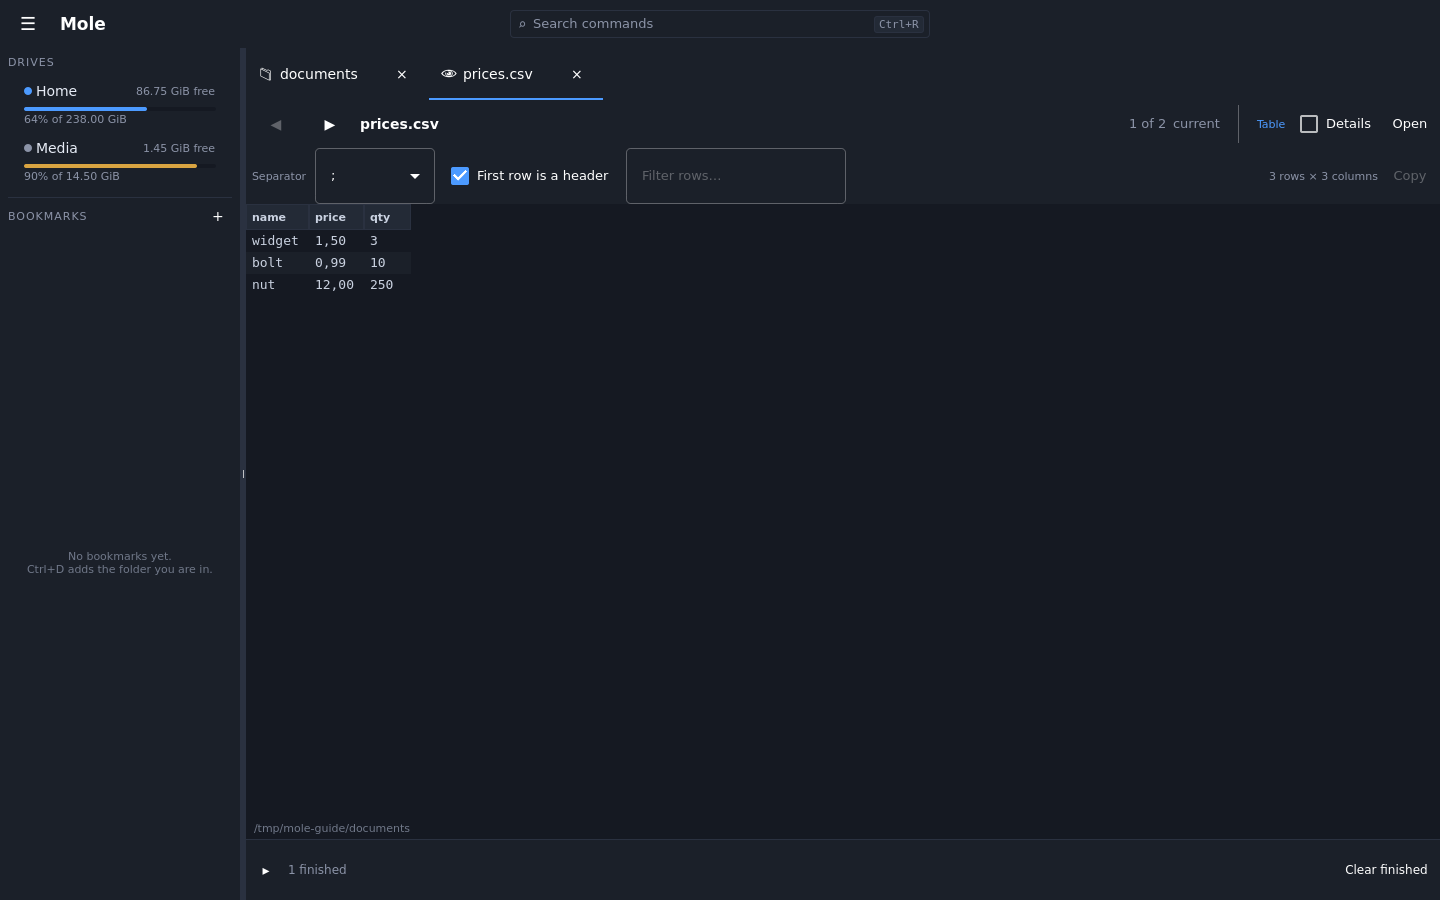 ☰ Mole
Search commands Ctrl+R
DRIVES
Home 86.75 GiB free
64% of 238.00 GiB
Media 1.45 GiB free
90% of 14.50 GiB
BOOKMARKS +
No bookmarks yet.
Ctrl+D adds the folder you are in.
documents × prices.csv ×
◀ ▶ prices.csv 1 of 2 current Table Details Open
Separator ; First row is a header Filter rows... 3 rows × 3 columns Copy
name price qty
widget 1,50 3
bolt 0,99 10
nut 12,00 250
/tmp/mole-guide/documents
▶ 1 finished Clear finished